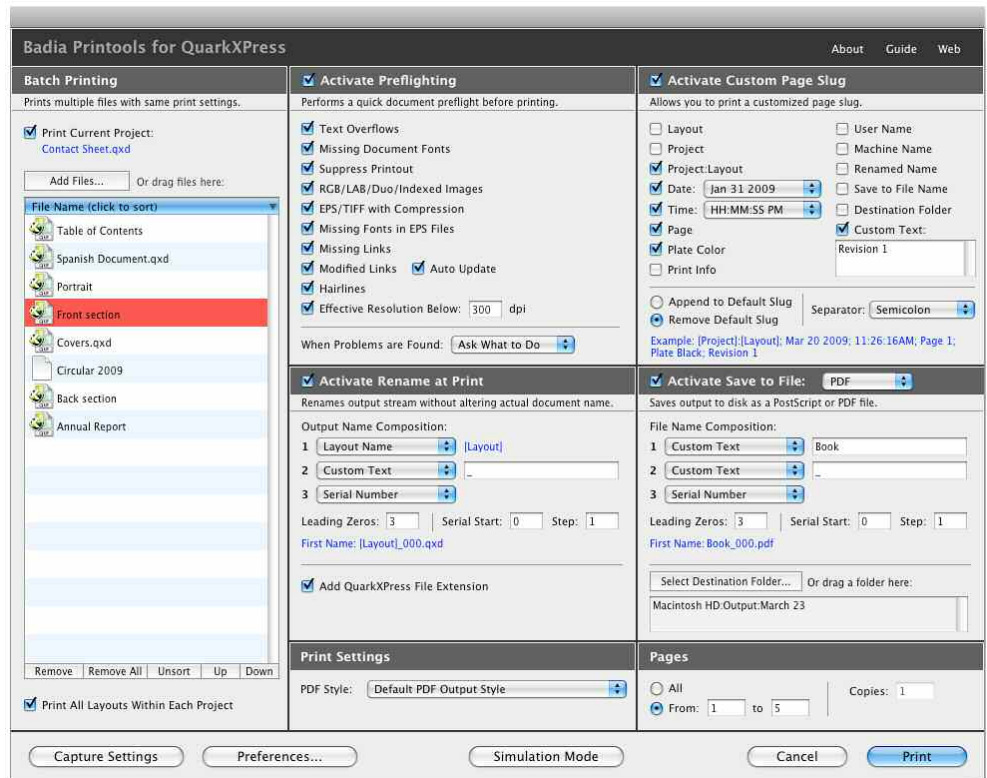 Badia Printools for QuarkXPress
About Guide Web
Batch Printing
Prints multiple files with same print settings.
Print Current Project:
Contact Sheet.qxd
Add Files... Or drag files here:
File Name (click to sort)
Table of Contents
Spanish Document.qxd
Portrait
Front section
Covers.qxd
Circular 2009
Back section
Annual Report
Remove Remove All Unsort Up Down
Print All Layouts Within Each Project
Activate Preflighting
Performs a quick document preflight before printing.
Text Overflows
Missing Document Fonts
Suppress Printout
RGB/LAB/Duo/Indexed Images
EPS/TIFF with Compression
Missing Fonts in EPS Files
Missing Links
Modified Links Auto Update
Hairlines
Effective Resolution Below: 300 dpi
When Problems are Found: Ask What to Do
Activate Custom Page Slug
Allows you to print a customized page slug.
Layout
Project
Project:Layout
Date: Jan 31 2009
Time: HH:MM:SS PM
Page
Plate Color
Print Info
User Name
Machine Name
Renamed Name
Save to File Name
Destination Folder
Custom Text:
Revision 1
Append to Default Slug
Remove Default Slug
Separator: Semicolon
Example: [Project]:[Layout]; Mar 20 2009; 11:26:16AM; Page 1;
Plate Black; Revision 1
Activate Rename at Print
Renames output stream without altering actual document name.
Output Name Composition:
1 Layout Name [Layout]
2 Custom Text _
3 Serial Number
Leading Zeros: 3 Serial Start: 0 Step: 1
First Name: [Layout]_000.qxd
Add QuarkXPress File Extension
Activate Save to File: PDF
Saves output to disk as a PostScript or PDF file.
File Name Composition:
1 Custom Text Book
2 Custom Text _
3 Serial Number
Leading Zeros: 3 Serial Start: 0 Step: 1
First Name: Book_000.pdf
Select Destination Folder... Or drag a folder here:
Macintosh HD:Output:March 23
Print Settings
PDF Style: Default PDF Output Style
Pages
All
From: 1 to 5
Copies: 1
Capture Settings Preferences... Simulation Mode Cancel Print